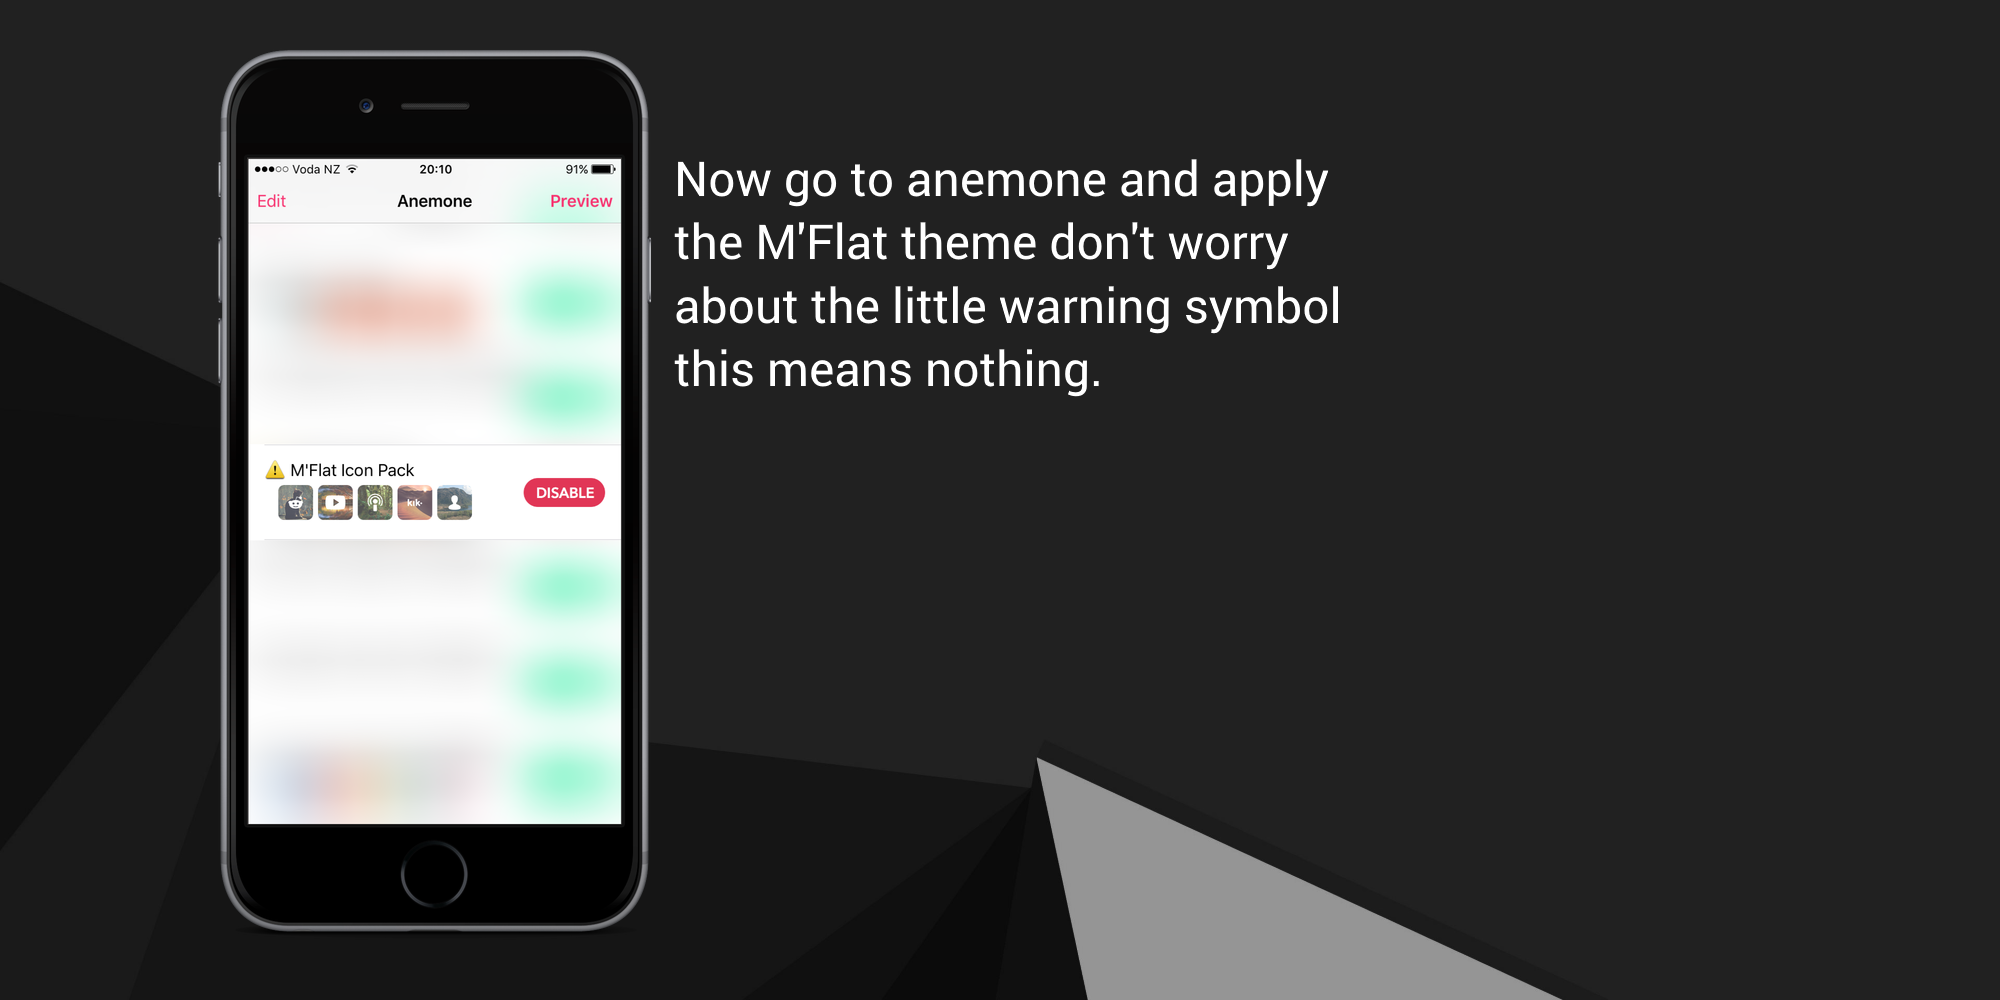 Voda NZ
20:10
91%
Edit
Anemone
Preview
M'Flat Icon Pack
kik·
DISABLE
Now go to anemone and apply
the M'Flat theme don't worry
about the little warning symbol
this means nothing.